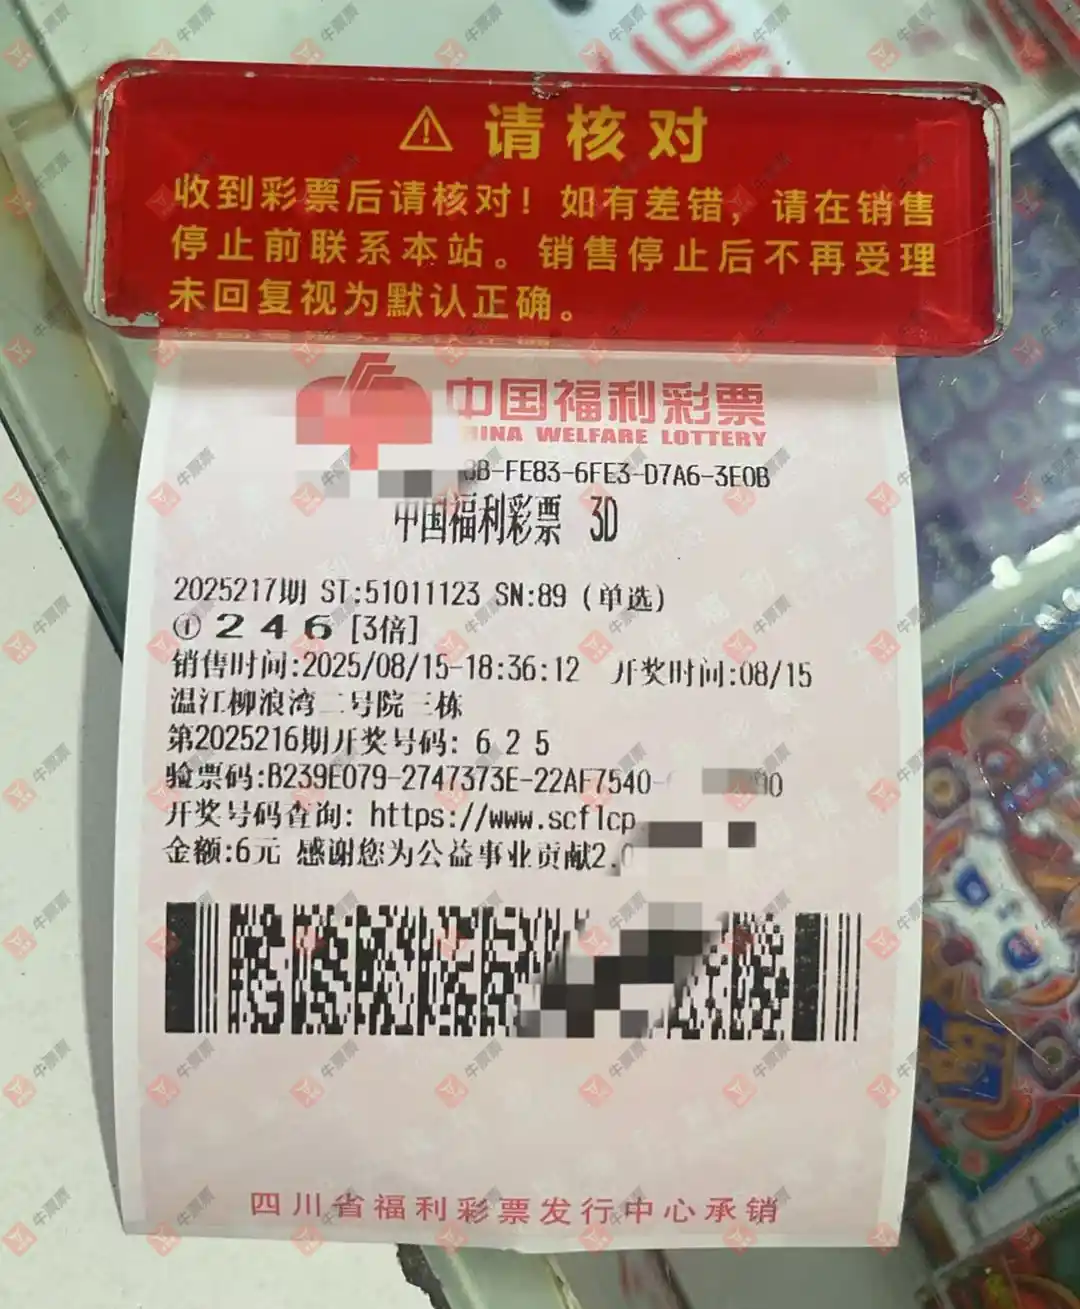 请核对
收到彩票后请核对！如有差错，请在销售
停止前联系本站。销售停止后不再受理
未回复视为默认正确。
中国福利彩票
INA WELFARE LOTTERY
8B-FE83-6FE3-D7A6-3E0B
中国福利彩票 3D
2025217期 ST:51011123 SN:89 (单选)
① 2 4 6 [3倍]
销售时间:2025/08/15-18:36:12 开奖时间:08/15
温江柳浪湾二号院三栋
第2025216期开奖号码: 6 2 5
验票码:B239E079-2747373E-22AF7540-
开奖号码查询: https://www.scflcp
金额:6元 感谢您为公益事业贡献2.0
四川省福利彩票发行中心承销
牛票票